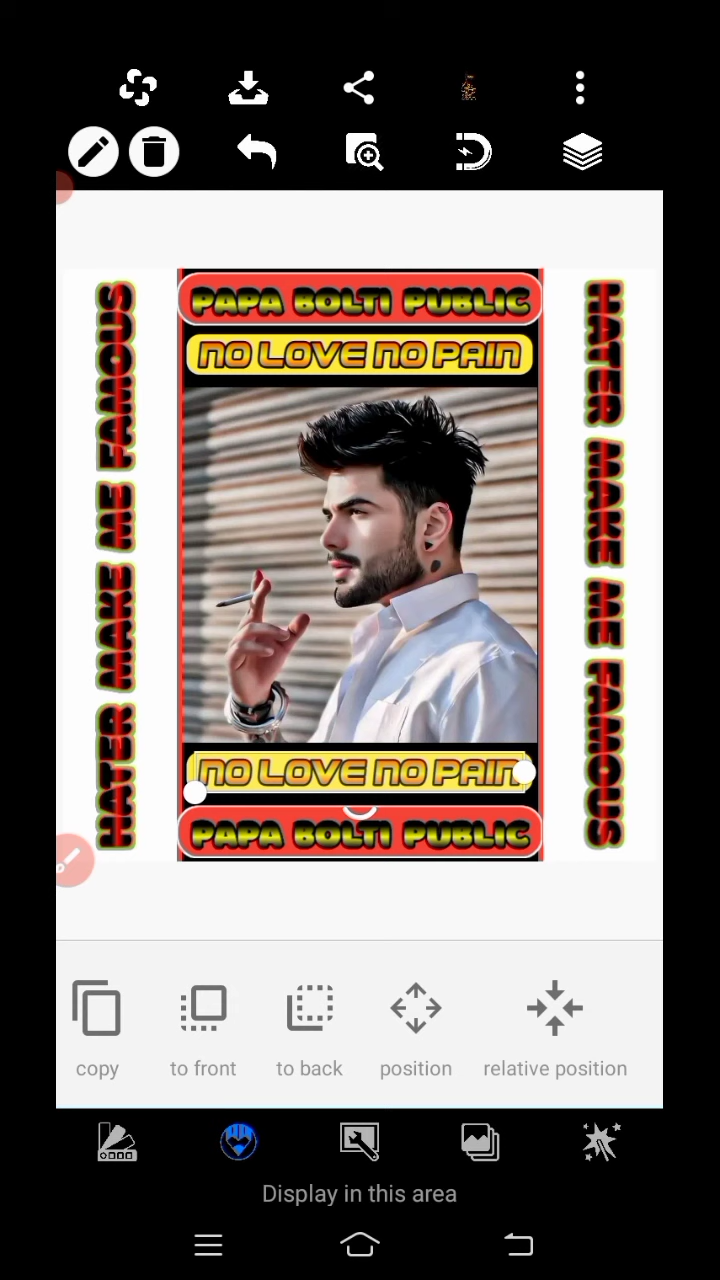 PAPA BOLTI PUBLIC
NO LOVE NO PAIN
HATER MAKE ME FAMOUS
HATER MAKE ME FAMOUS
NO LOVE NO PAIN
PAPA BOLTI PUBLIC
copy
to front
to back
position
relative position
Display in this area